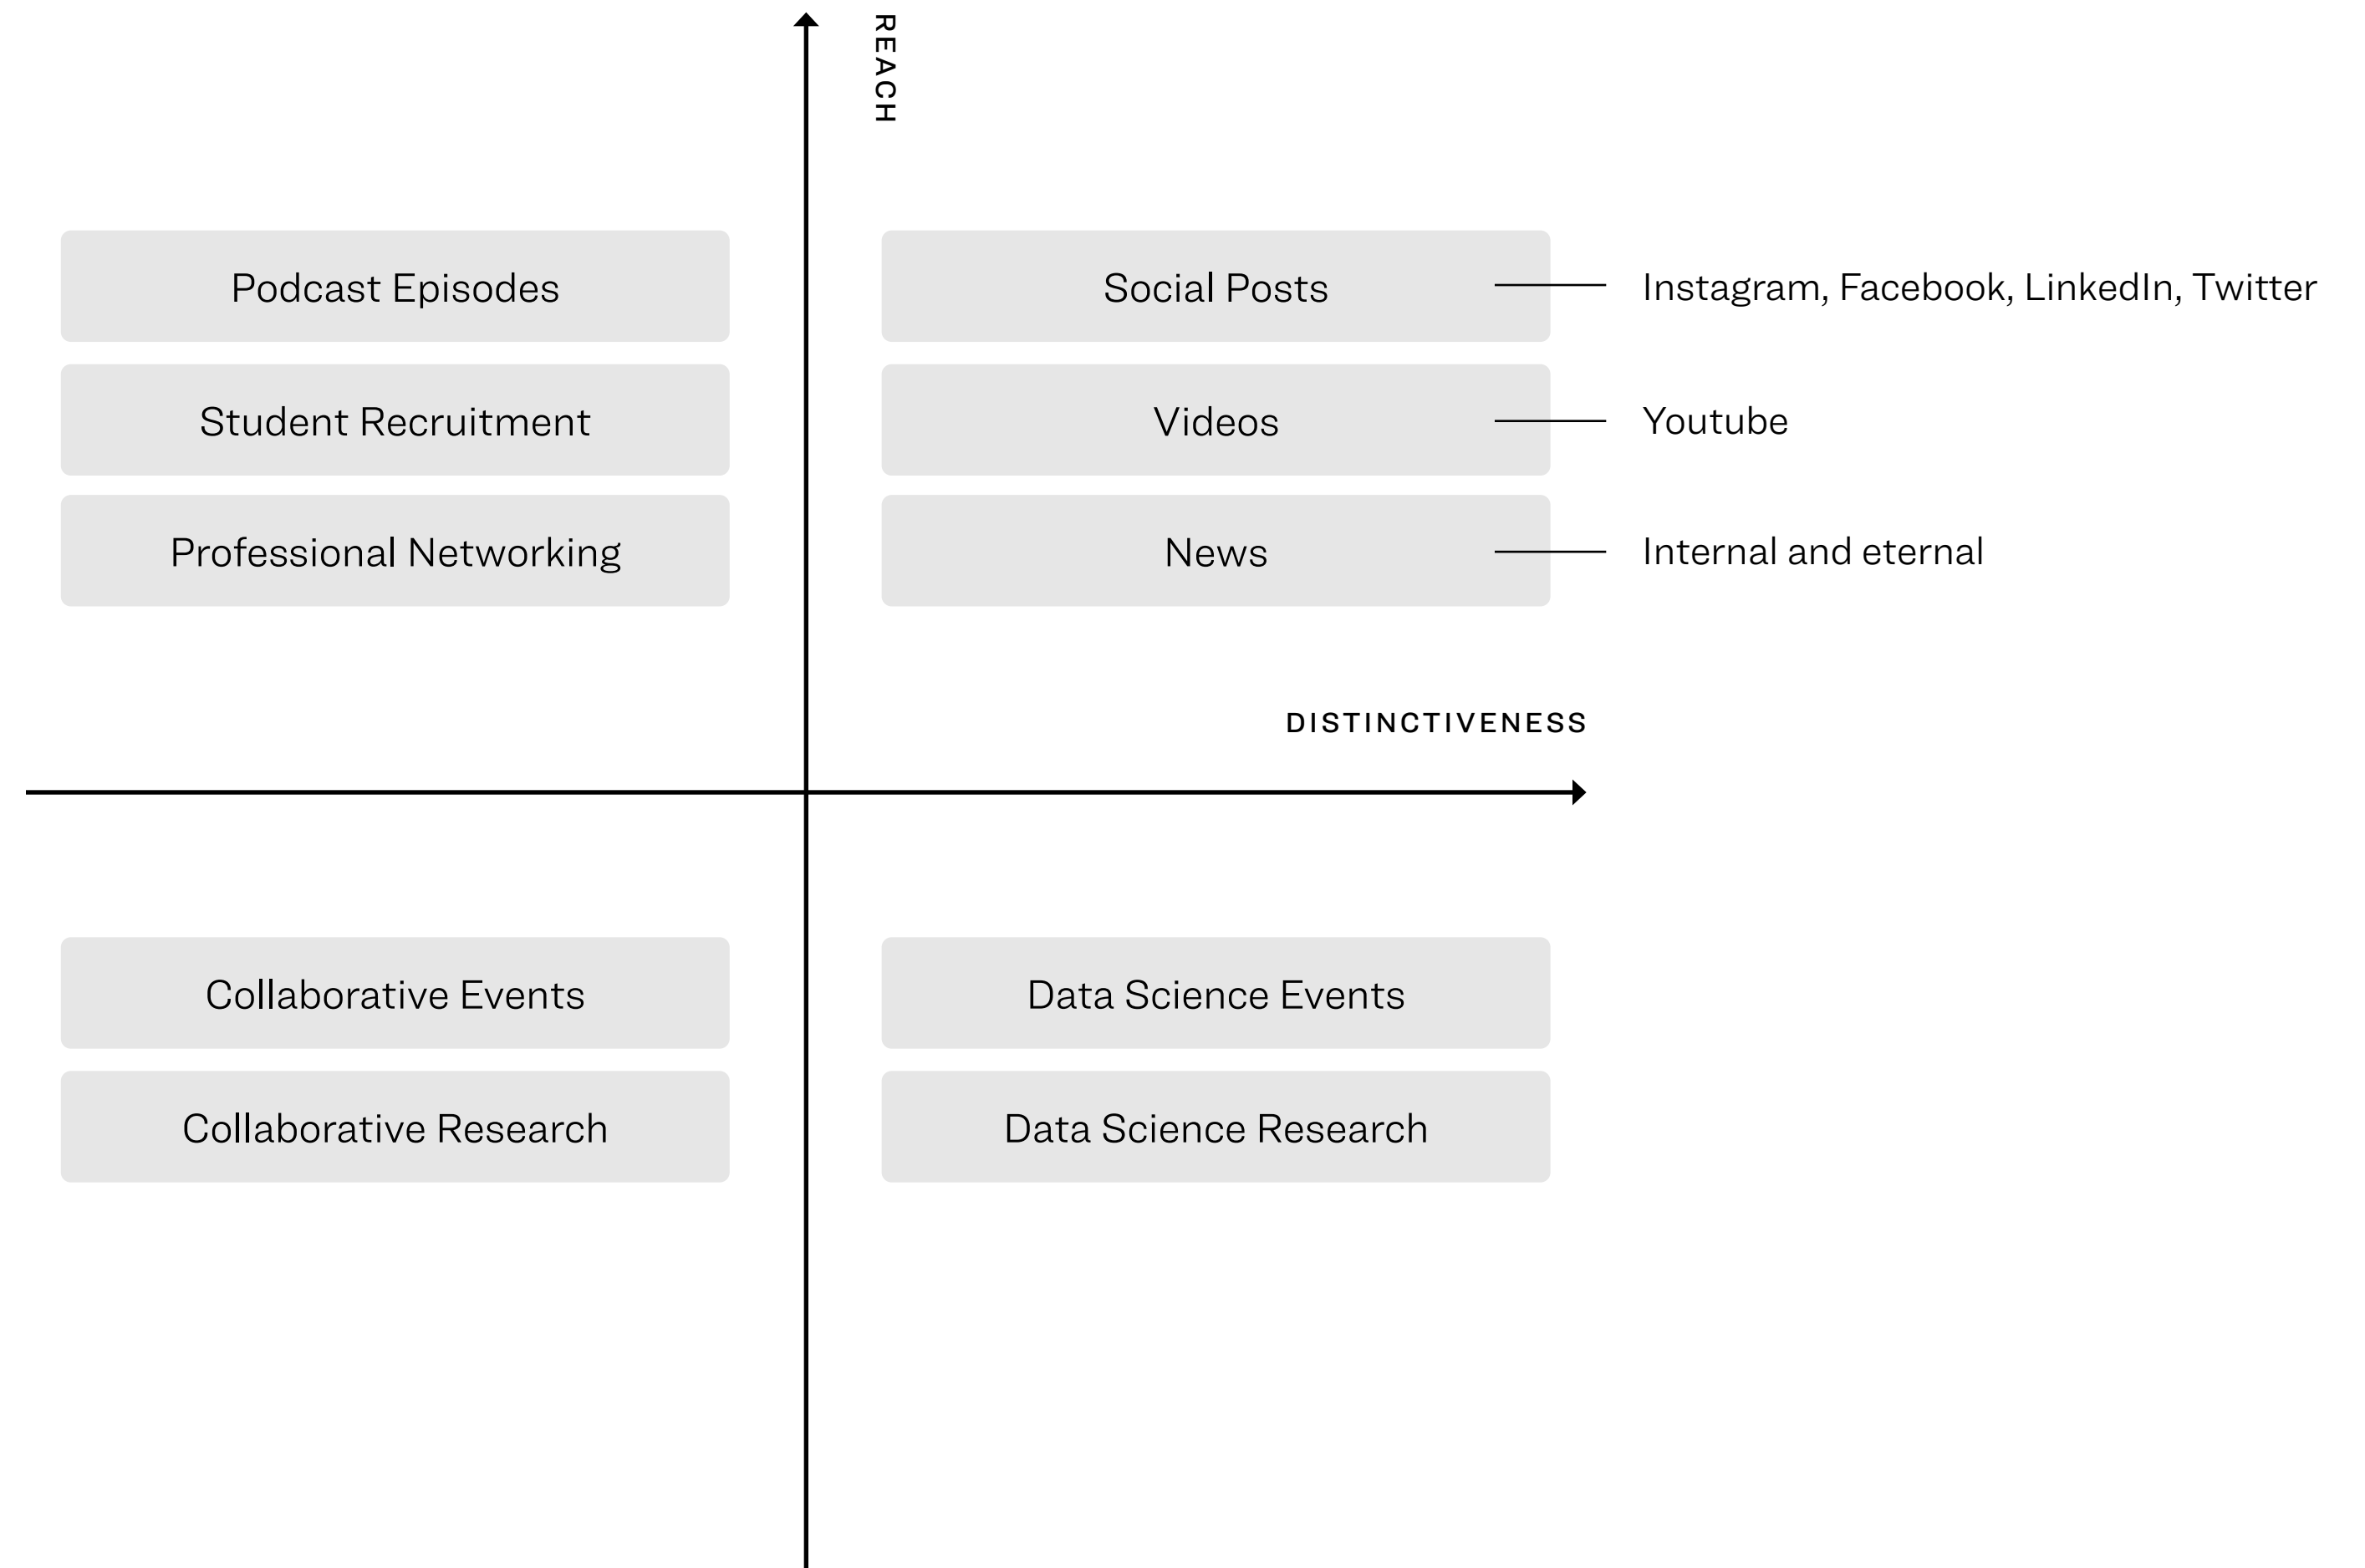 REACH
Podcast Episodes
Social Posts
Instagram, Facebook, LinkedIn, Twitter
Student Recruitment
Videos
Youtube
Professional Networking
News
Internal and eternal
DISTINCTIVENESS
Collaborative Events
Data Science Events
Collaborative Research
Data Science Research